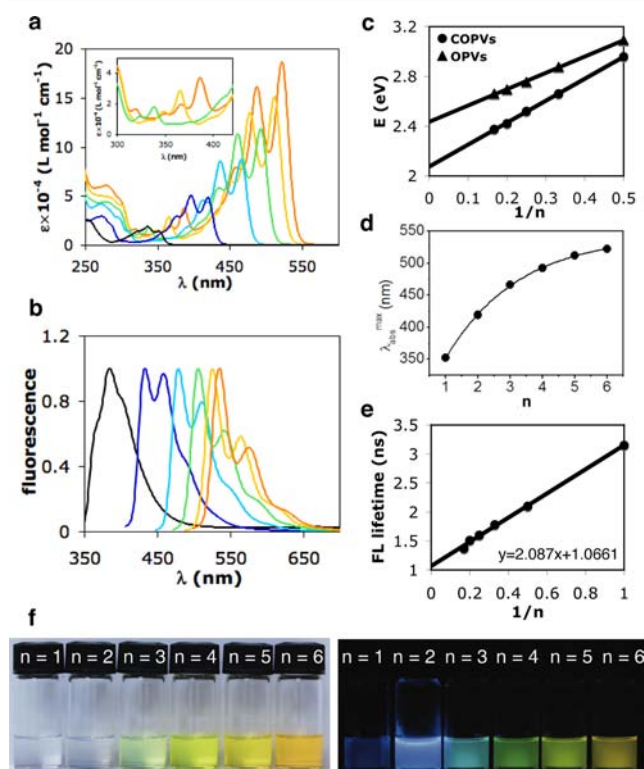 a
20
15
10
5
0
ε×10⁻⁴ (L mol⁻¹ cm⁻¹)
250 350 450 550
λ (nm)
4
2
0
ε×10⁻⁴ (L mol⁻¹ cm⁻¹)
300 350 400
λ (nm)
b
1.2
0.8
0.4
0
fluorescence
350 450 550 650
λ (nm)
c
COPVs
OPVs
3.2
2.8
2.4
2
E (eV)
0 0.1 0.2 0.3 0.4 0.5
1/n
d
500
450
400
350
λabs max (nm)
1 2 3 4 5 6
n
e
3.5
3
2.5
2
1.5
1
FL lifetime (ns)
y=2.087x+1.0661
0 0.2 0.4 0.6 0.8 1
1/n
f
n = 1 n = 2 n = 3 n = 4 n = 5 n = 6
n = 1 n = 2 n = 3 n = 4 n = 5 n = 6